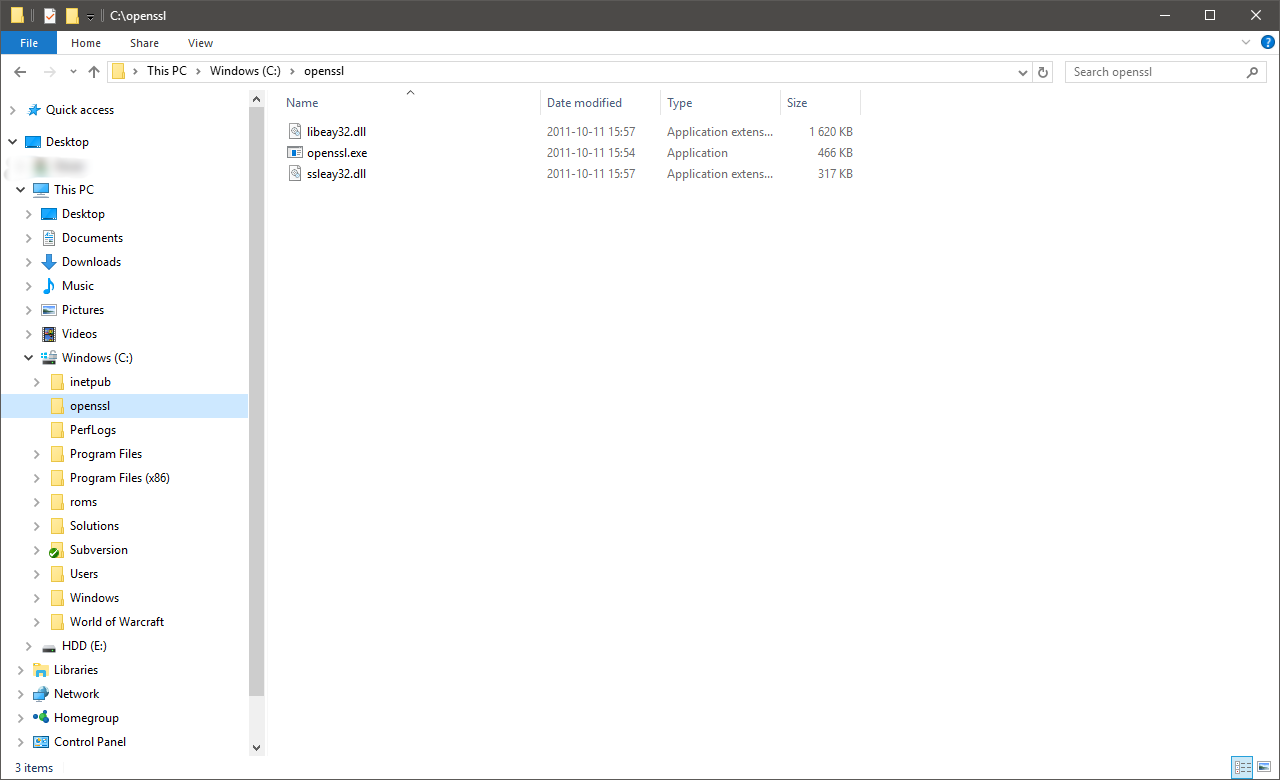 C:\openssl
File Home Share View
This PC Windows (C:) openssl
Search openssl
Quick access
Desktop
This PC
Desktop
Documents
Downloads
Music
Pictures
Videos
Windows (C:)
inetpub
openssl
PerfLogs
Program Files
Program Files (x86)
roms
Solutions
Subversion
Users
Windows
World of Warcraft
HDD (E:)
Libraries
Network
Homegroup
Control Panel
Name Date modified Type Size
libeay32.dll 2011-10-11 15:57 Application extens... 1 620 KB
openssl.exe 2011-10-11 15:54 Application 466 KB
ssleay32.dll 2011-10-11 15:57 Application extens... 317 KB
3 items